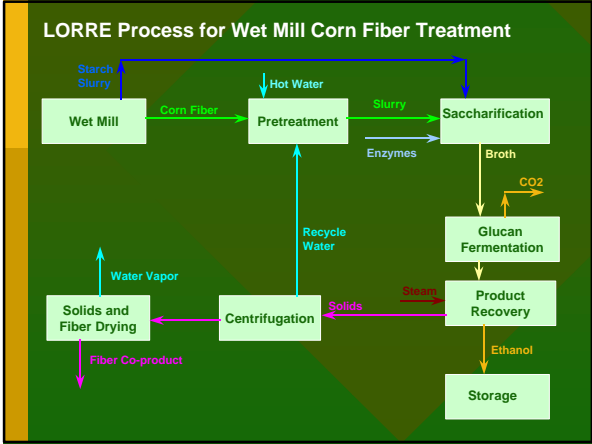 LORRE Process for Wet Mill Corn Fiber Treatment
Starch
Slurry
Hot Water
Wet Mill
Corn Fiber
Pretreatment
Slurry
Saccharification
Enzymes
Broth
CO2
Glucan
Fermentation
Recycle
Water
Water Vapor
Solids and
Fiber Drying
Centrifugation
Solids
Steam
Product
Recovery
Fiber Co-product
Ethanol
Storage